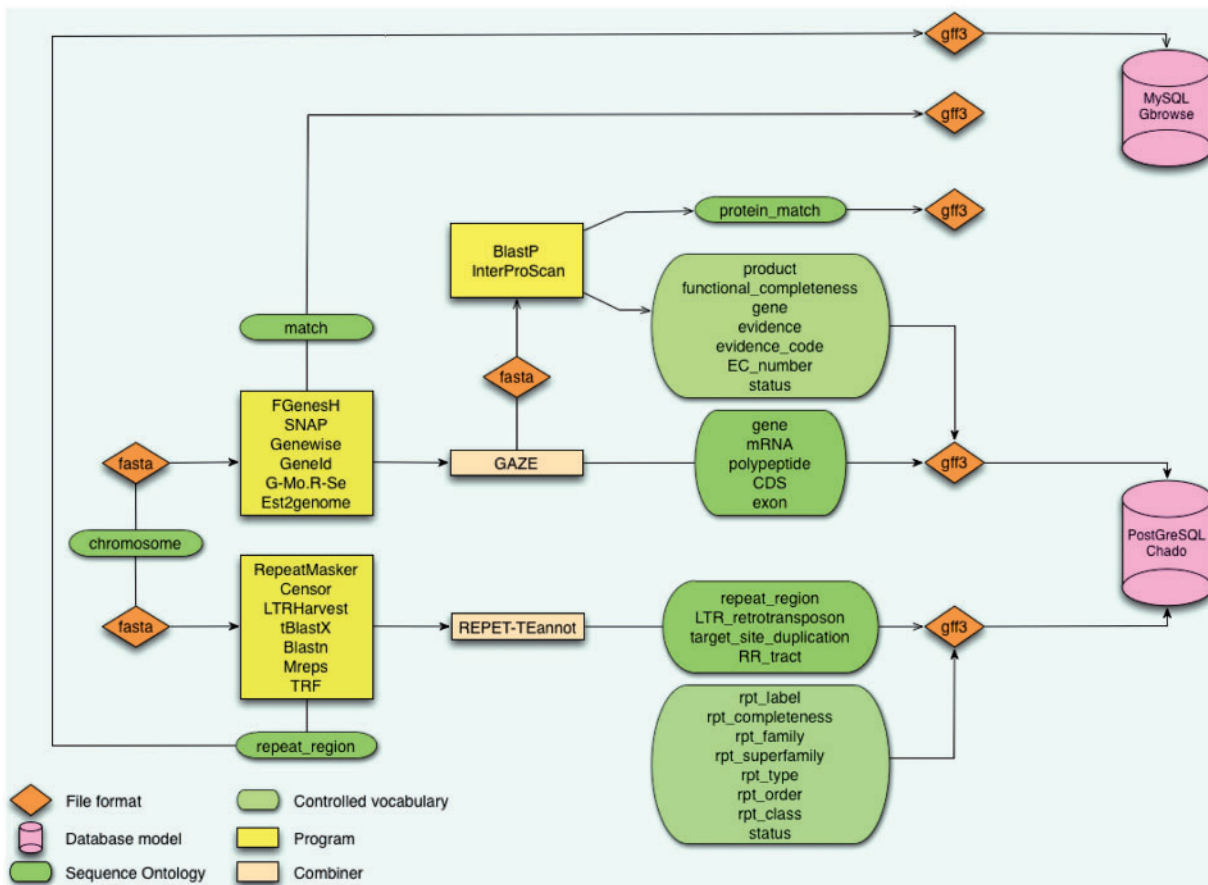 gff3
MySQL
Gbrowse
gff3
protein_match
gff3
BlastP
InterProScan
product
functional_completeness
gene
evidence
evidence_code
EC_number
status
match
fasta
FGenesH
SNAP
Genewise
GeneId
G-Mo.R-Se
Est2genome
fasta
GAZE
gene
mRNA
polypeptide
CDS
exon
gff3
chromosome
PostGreSQL
Chado
RepeatMasker
Censor
LTRHarvest
tBlastX
Blastn
Mreps
TRF
fasta
REPET-TEannot
repeat_region
LTR_retrotransposon
target_site_duplication
RR_tract
gff3
rpt_label
rpt_completeness
rpt_family
rpt_superfamily
rpt_type
rpt_order
rpt_class
status
repeat_region
File format
Controlled vocabulary
Database model
Program
Sequence Ontology
Combiner